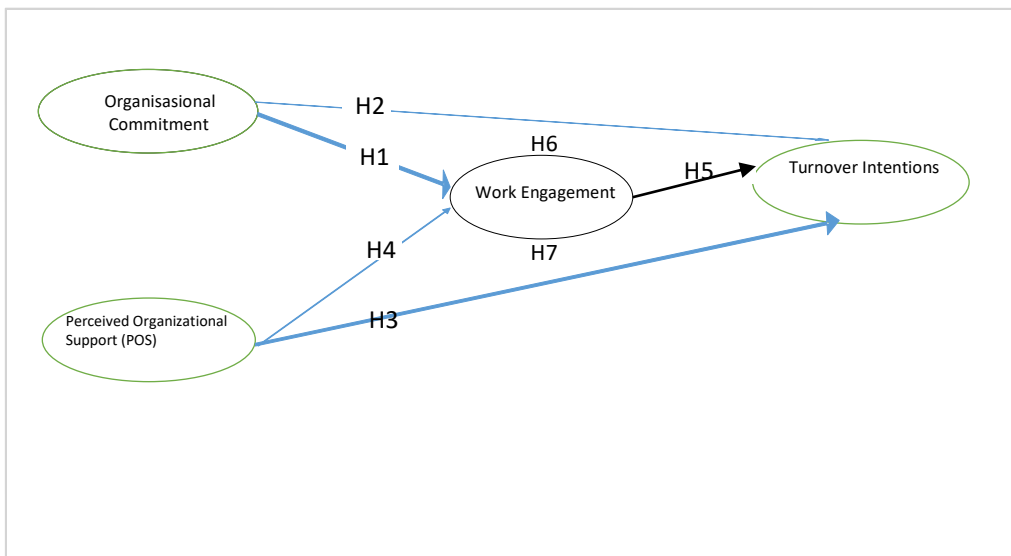 Organisasional
Commitment
H2
H1
H6
Work Engagement
H5
Turnover Intentions
H4
H7
H3
Perceived Organizational
Support (POS)